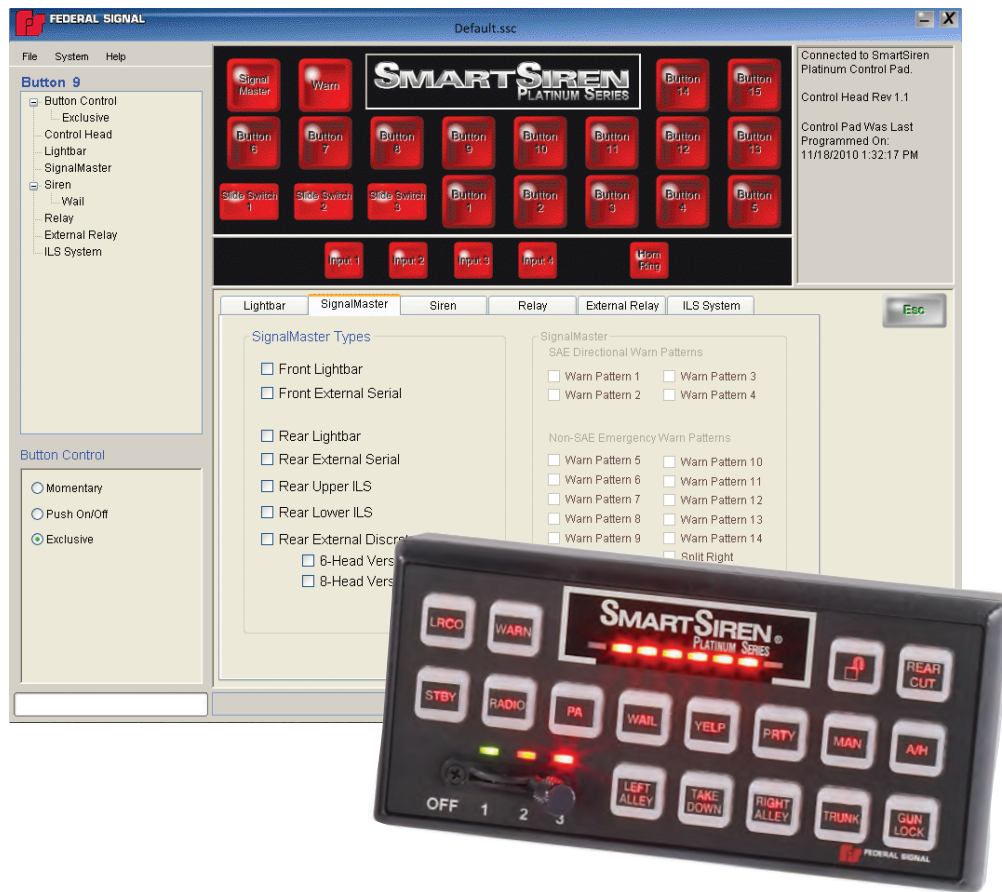 FEDERAL SIGNAL
Default.ssc
X
File System Help
Button 9
Button Control
Exclusive
Control Head
Lightbar
SignalMaster
Siren
Wail
Relay
External Relay
ILS System
Signal Master
Warn
SMARTSIREN
PLATINUM SERIES
Button 14
Button 15
Button 6
Button 7
Button 8
Button 9
Button 10
Button 11
Button 12
Button 13
Slide Switch 1
Slide Switch 2
Slide Switch 3
Button 1
Button 2
Button 3
Button 4
Button 5
Input 1
Input 2
Input 3
Input 4
Horn Ring
Connected to SmartSiren
Platinum Control Pad.
Control Head Rev 1.1
Control Pad Was Last
Programmed On:
11/18/2010 1:32:17 PM
Lightbar SignalMaster Siren Relay External Relay ILS System
Esc
SignalMaster Types
Front Lightbar
Front External Serial
Rear Lightbar
Rear External Serial
Rear Upper ILS
Rear Lower ILS
Rear External Discr
6-Head Vers
8-Head Vers
SignalMaster
SAE Directional Warn Patterns
Warn Pattern 1 Warn Pattern 3
Warn Pattern 2 Warn Pattern 4
Non-SAE Emergency Warn Patterns
Warn Pattern 5 Warn Pattern 10
Warn Pattern 6 Warn Pattern 11
Warn Pattern 7 Warn Pattern 12
Warn Pattern 8 Warn Pattern 13
Warn Pattern 9 Warn Pattern 14
Split Right
Button Control
Momentary
Push On/Off
Exclusive
LRCO
WARN
SMARTSIREN®
PLATINUM SERIES
REAR CUT
STBY
RADIO
PA
WAIL
YELP
PRTY
MAN
A/H
OFF 1 2 3
LEFT ALLEY
TAKE DOWN
RIGHT ALLEY
TRUNK
GUN LOCK
FEDERAL SIGNAL